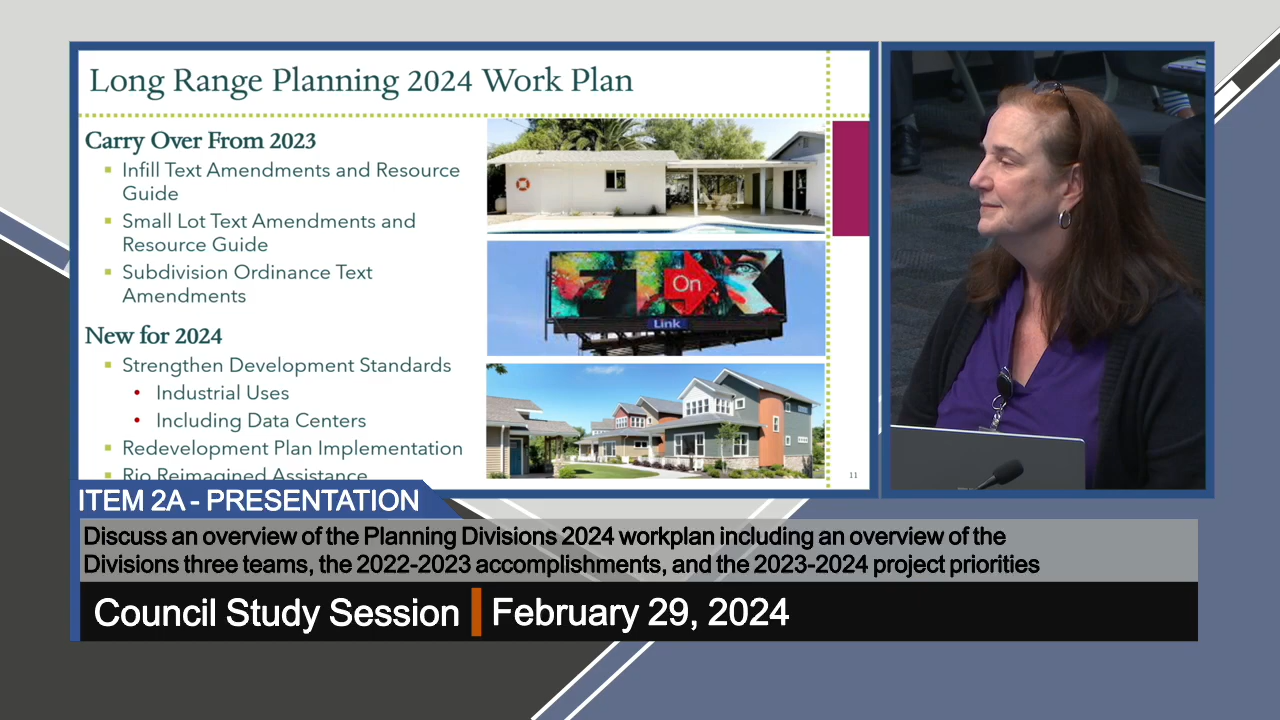 Long Range Planning 2024 Work Plan
Carry Over From 2023
Infill Text Amendments and Resource
Guide
Small Lot Text Amendments and
Resource Guide
Subdivision Ordinance Text
Amendments
New for 2024
Strengthen Development Standards
Industrial Uses
Including Data Centers
Redevelopment Plan Implementation
Rio Reimagined Assistance
On
Link
11
ITEM 2A - PRESENTATION
Discuss an overview of the Planning Divisions 2024 workplan including an overview of the
Divisions three teams, the 2022-2023 accomplishments, and the 2023-2024 project priorities
Council Study Session February 29, 2024